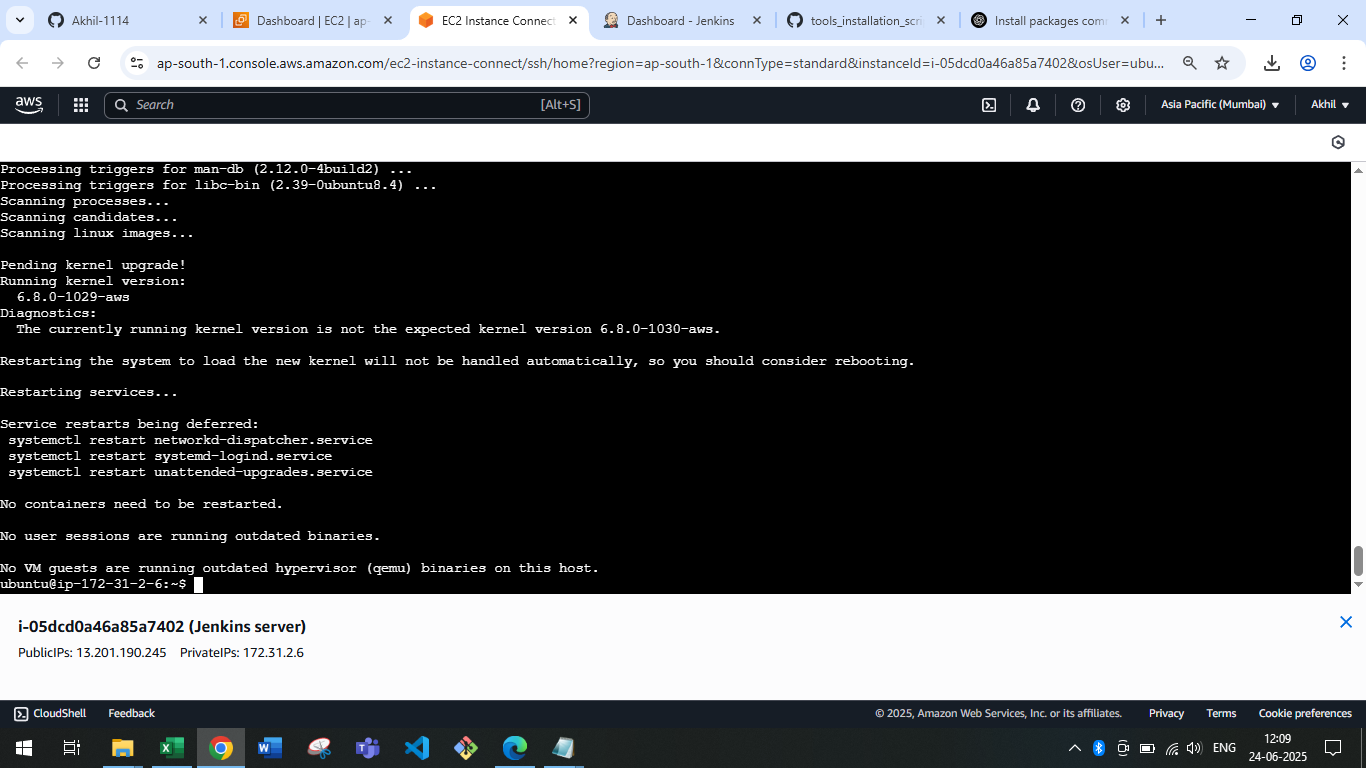 Akhil-1114
Dashboard | EC2 | ap-
EC2 Instance Connect
Dashboard - Jenkins
tools_installation_scri
Install packages com
ap-south-1.console.aws.amazon.com/ec2-instance-connect/ssh/home?region=ap-south-1&connType=standard&instanceId=i-05dcd0a46a85a7402&osUser=ubu...
aws
Search
[Alt+S]
Asia Pacific (Mumbai)
Akhil
Processing triggers for man-db (2.12.0-4build2) ...
Processing triggers for libc-bin (2.39-0ubuntu8.4) ...
Scanning processes...
Scanning candidates...
Scanning linux images...
Pending kernel upgrade!
Running kernel version:
6.8.0-1029-aws
Diagnostics:
The currently running kernel version is not the expected kernel version 6.8.0-1030-aws.
Restarting the system to load the new kernel will not be handled automatically, so you should consider rebooting.
Restarting services...
Service restarts being deferred:
systemctl restart networkd-dispatcher.service
systemctl restart systemd-logind.service
systemctl restart unattended-upgrades.service
No containers need to be restarted.
No user sessions are running outdated binaries.
No VM guests are running outdated hypervisor (qemu) binaries on this host.
ubuntu@ip-172-31-2-6:~$
i-05dcd0a46a85a7402 (Jenkins server)
PublicIPs: 13.201.190.245 PrivateIPs: 172.31.2.6
CloudShell
Feedback
© 2025, Amazon Web Services, Inc. or its affiliates.
Privacy
Terms
Cookie preferences
ENG
12:09
24-06-2025